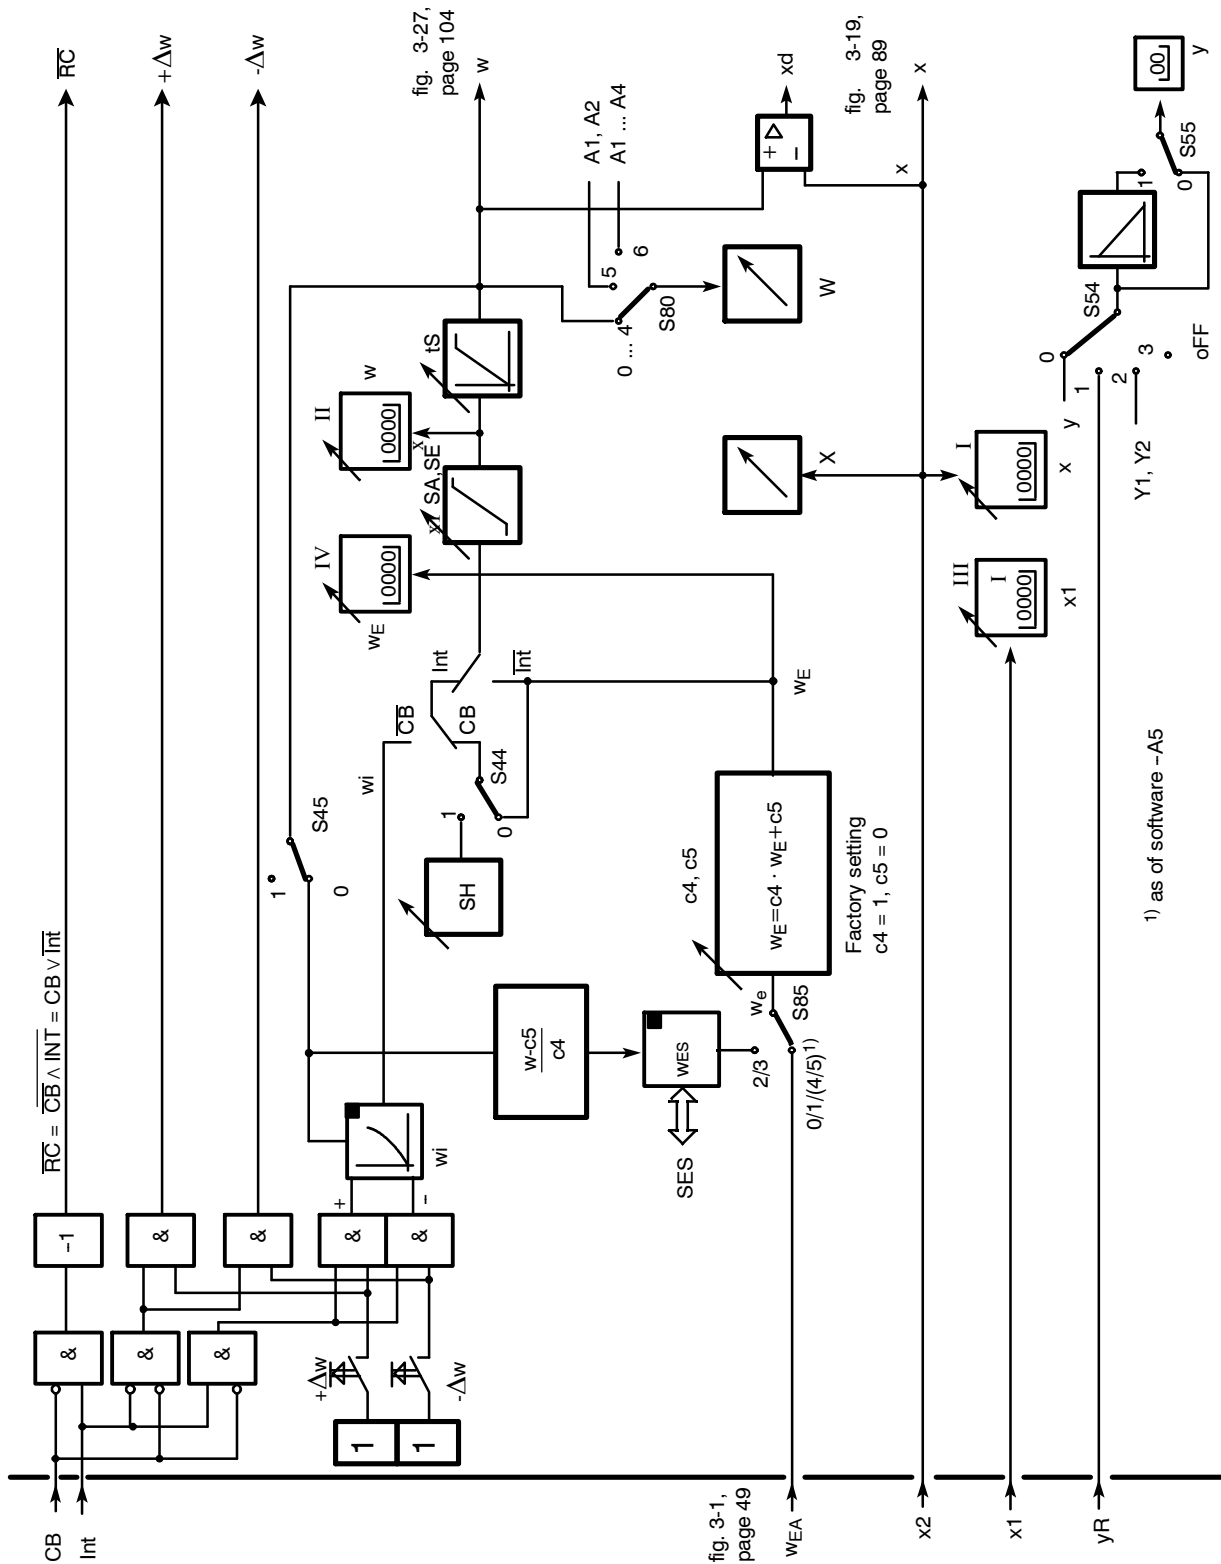 CB
Int
RC = CB ∧ INT = CB ∨ Int
RC
+Δw
-Δw
&
&
&
-1
&
&
&
&
+
-
1
1
+Δw
-Δw
wi
wi
S45
1
0
SH
1
0
S44
CB
CB
Int
Int
w-c5
c4
WES
SES
2/3
0/1/(4/5)1)
S85
we
c4, c5
wE=c4 · wE+c5
Factory setting
c4 = 1, c5 = 0
wE
wE
IV
0000
x1
SA, SE
x
II
0000
w
tS
fig. 3-27,
page 104
w
A1, A2
A1 ... A4
0 ... 4
5
6
S80
W
X
+
-
xd
x
fig. 3-19,
page 89
x
fig. 3-1,
page 49
wEA
x2
x1
yR
III
I
0000
x1
I
0000
x
y
0
1
2
3
Y1, Y2
oFF
S54
1
0
S55
00
y
1) as of software -A5